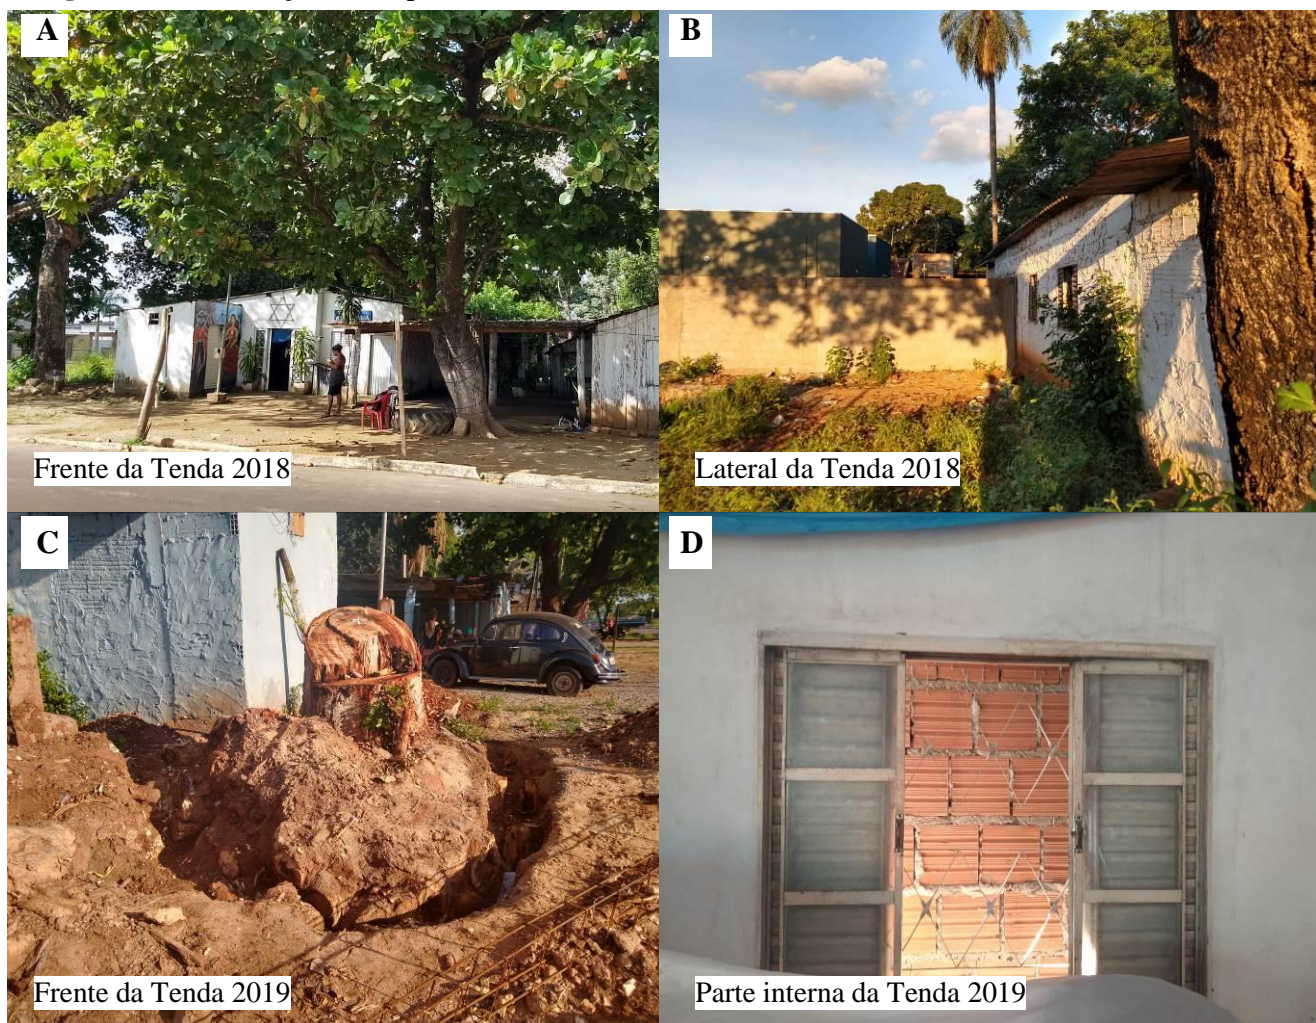 A
B
Frente da Tenda 2018
Lateral da Tenda 2018
C
D
Frente da Tenda 2019
Parte interna da Tenda 2019